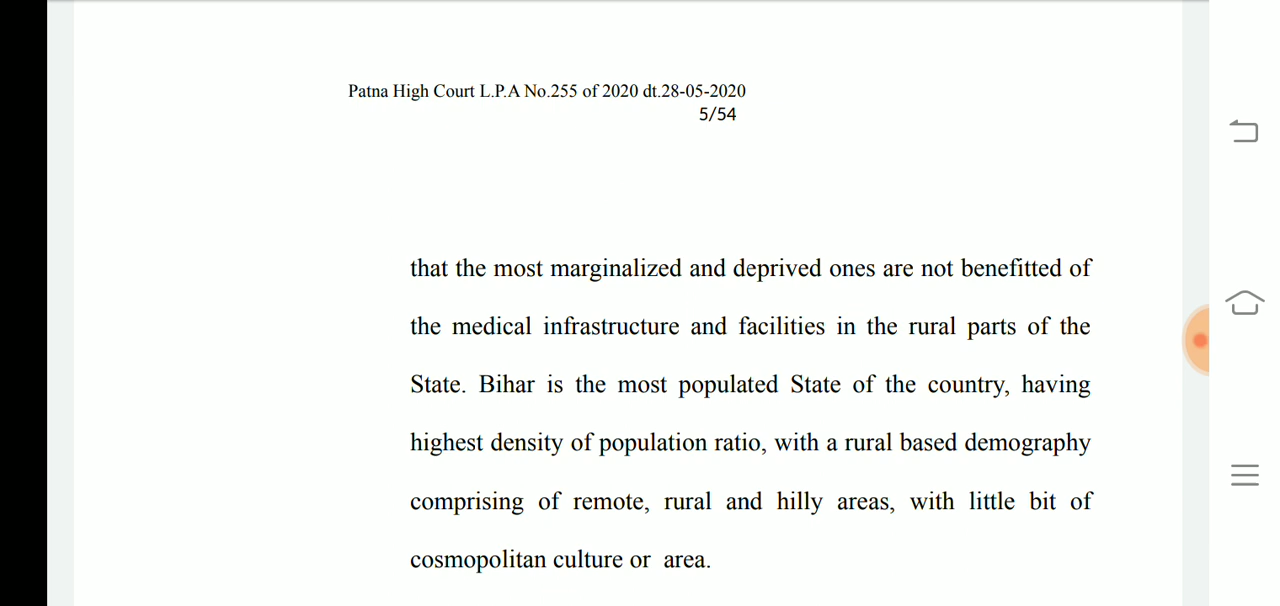 Patna High Court L.P.A No.255 of 2020 dt.28-05-2020
5/54
that the most marginalized and deprived ones are not benefitted of
the medical infrastructure and facilities in the rural parts of the
State. Bihar is the most populated State of the country, having
highest density of population ratio, with a rural based demography
comprising of remote, rural and hilly areas, with little bit of
cosmopolitan culture or area.